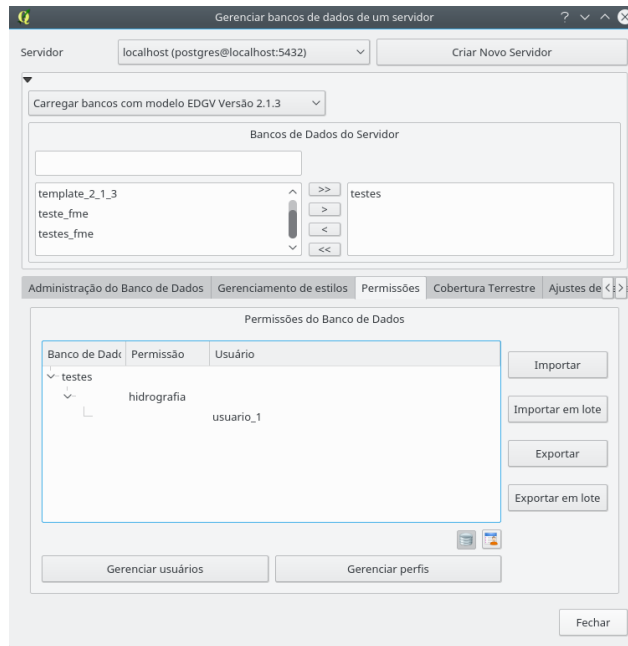 Gerenciar bancos de dados de um servidor
Servidor
localhost (postgres@localhost:5432)
Criar Novo Servidor
Carregar bancos com modelo EDGV Versão 2.1.3
Bancos de Dados do Servidor
template_2_1_3
teste_fme
testes_fme
>>
>
<
<<
testes
Administração do Banco de Dados
Gerenciamento de estilos
Permissões
Cobertura Terrestre
Ajustes de
Permissões do Banco de Dados
Banco de Dado
Permissão
Usuário
testes
hidrografia
usuario_1
Importar
Importar em lote
Exportar
Exportar em lote
Gerenciar usuários
Gerenciar perfis
Fechar